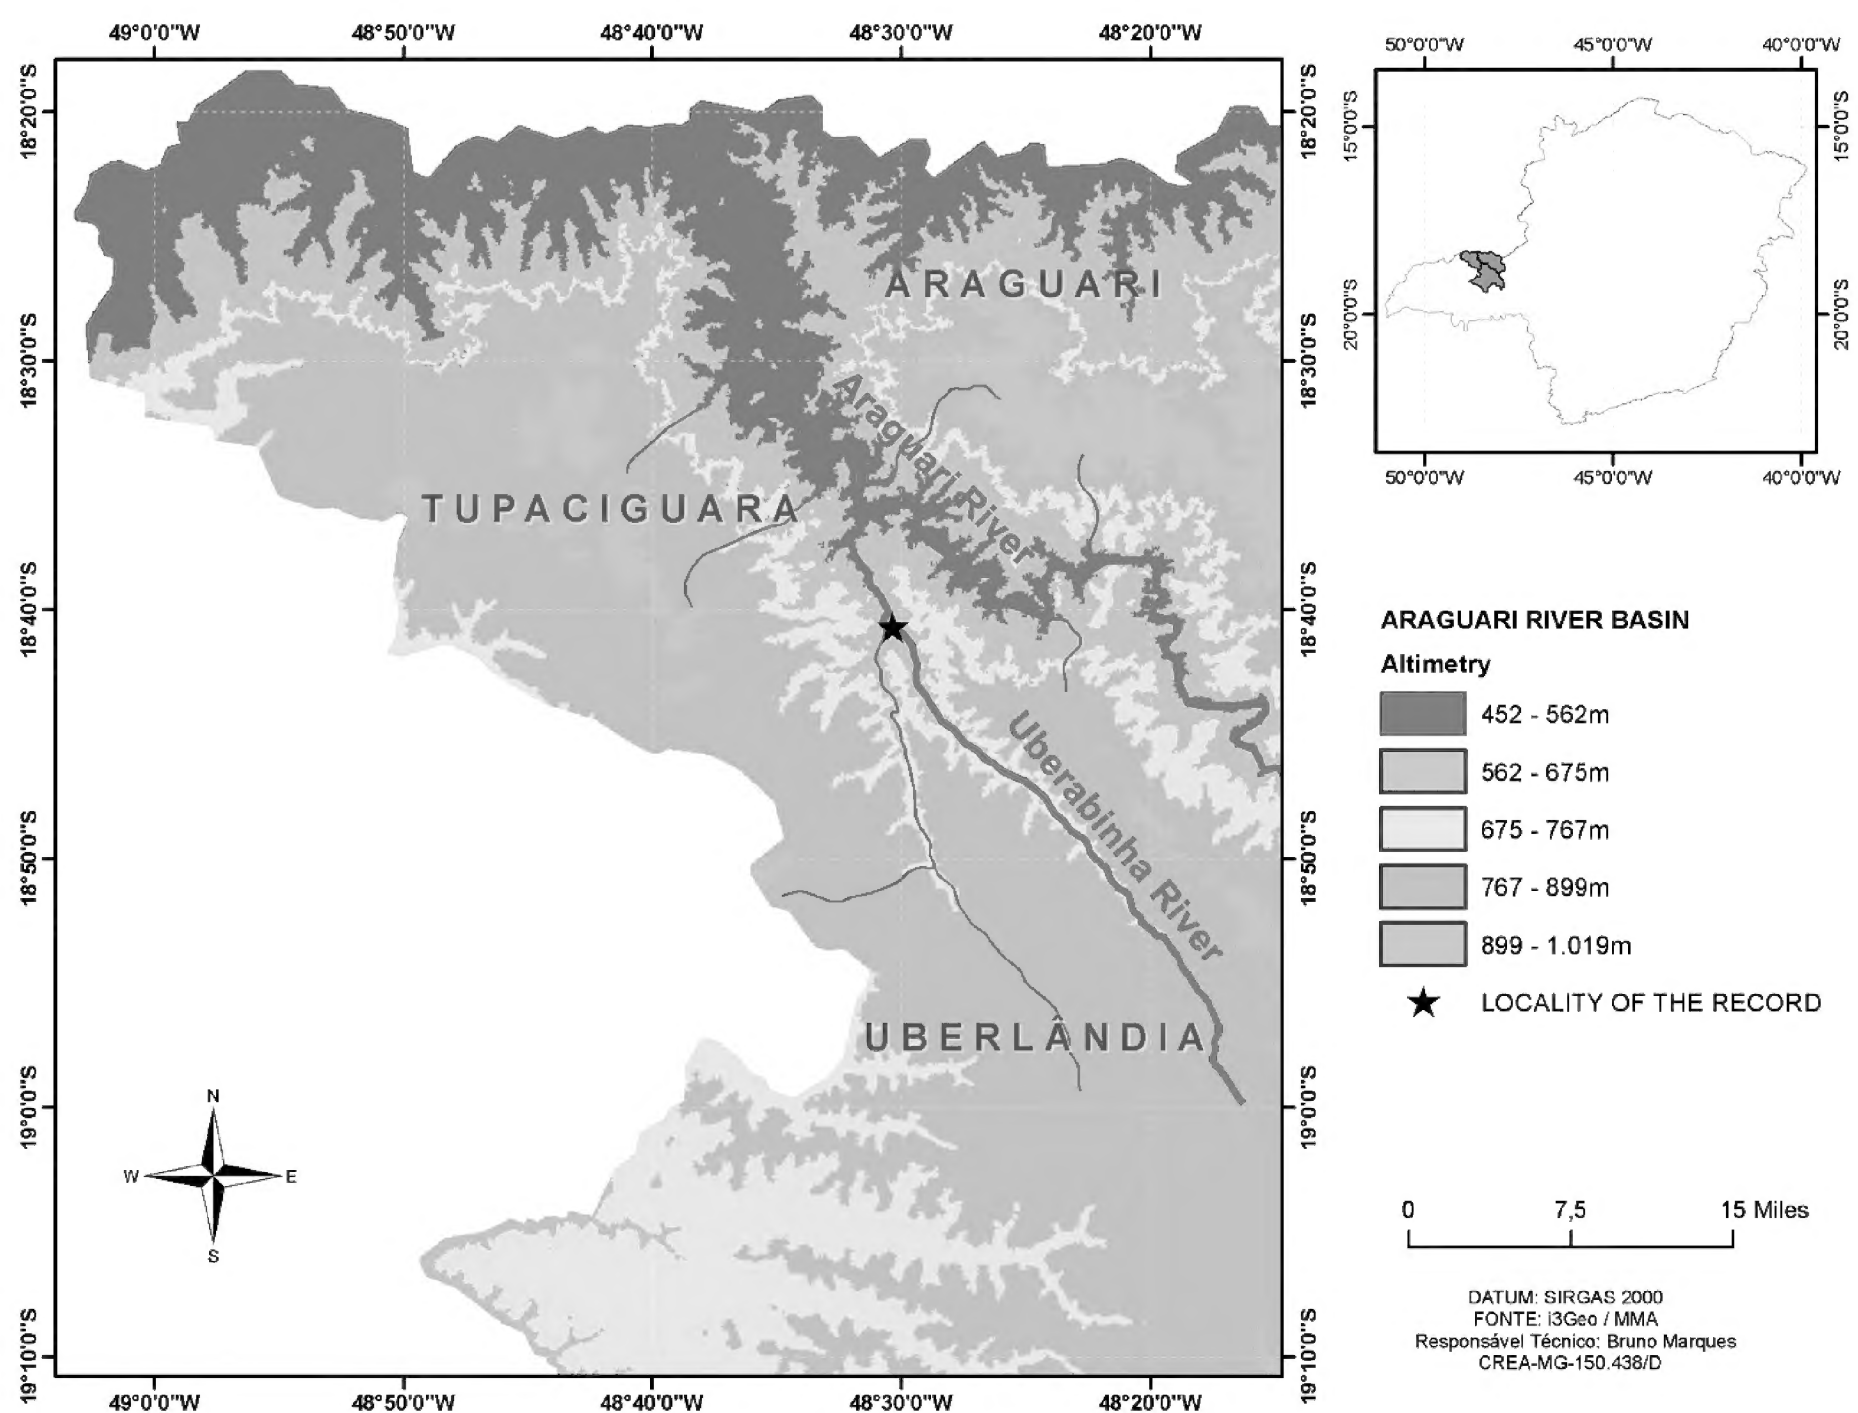 49°0'0"W 48°50'0"W 48°40'0"W 48°30'0"W 48°20'0"W
18°20'0"S
18°30'0"S
18°40'0"S
18°50'0"S
19°0'0"S
19°10'0"S
ARAGUARI
Araguari River
TUPACIGUARA
Uberabinha River
UBERLÂNDIA
N
W E
S
18°20'0"S
18°30'0"S
18°40'0"S
18°50'0"S
19°0'0"S
19°10'0"S
49°0'0"W 48°50'0"W 48°40'0"W 48°30'0"W 48°20'0"W
50°0'0"W 45°0'0"W 40°0'0"W
15°0'0"S 15°0'0"S
20°0'0"S 20°0'0"S
50°0'0"W 45°0'0"W 40°0'0"W
ARAGUARI RIVER BASIN
Altimetry
452 - 562m
562 - 675m
675 - 767m
767 - 899m
899 - 1.019m
LOCALITY OF THE RECORD
0 7,5 15 Miles
DATUM: SIRGAS 2000
FONTE: i3Geo / MMA
Responsável Técnico: Bruno Marques
CREA-MG-150.438/D